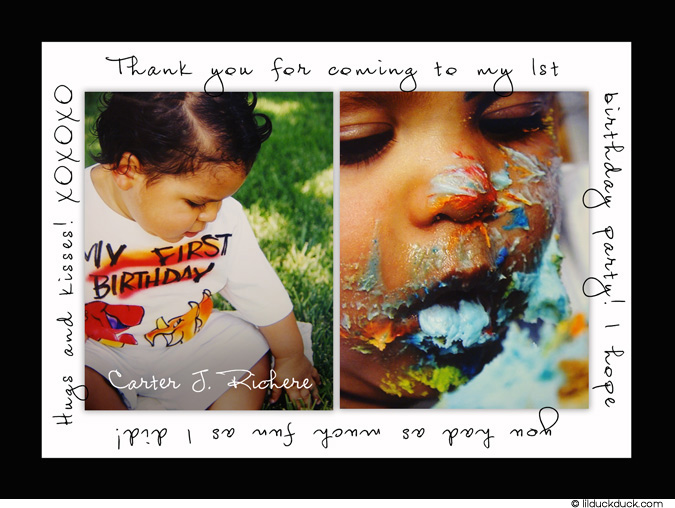 Thank you for coming to my 1st
birthday party! I hope
you had as much fun as I did!
Hugs and kisses! XOXOXO
MY FIRST
BIRTHDAY
Carter J. Richere
© lilduckduck.com